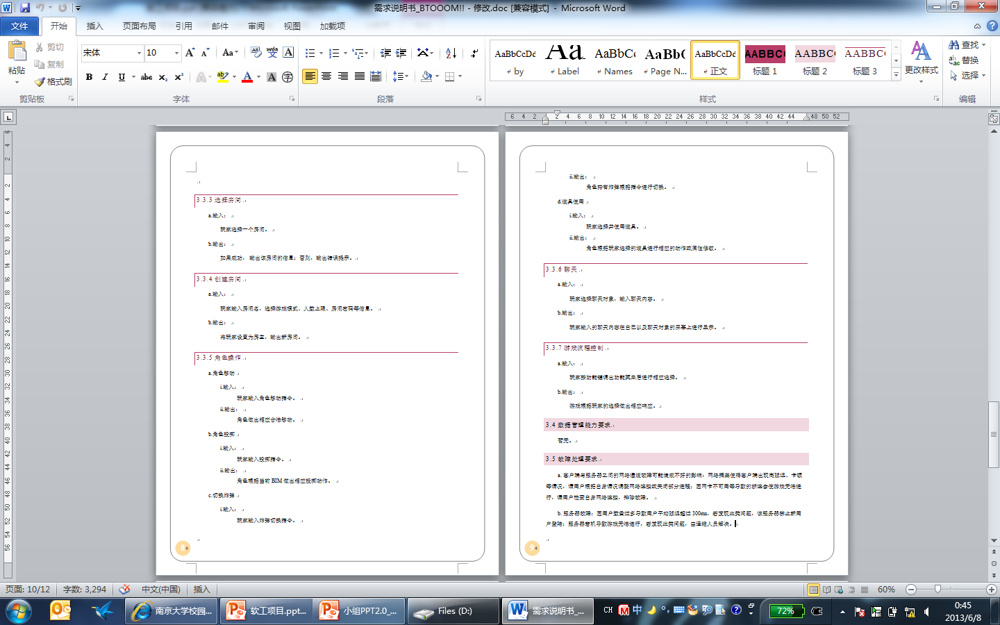 需求说明书_BTOOOM!! - 修改.doc [兼容模式] - Microsoft Word
文件 开始 插入 页面布局 引用 邮件 审阅 视图 加载项
粘贴 剪切 复制 格式刷
宋体 10
AaBbCcDd AaBbCc AaBbCc AaBbC AaBbCcDd AABBCC AABBCC AABBCC
by Label Names Page N... 正文 标题 1 标题 2 标题 3
更改样式 查找 替换 选择
剪贴板 字体 段落 样式 编辑
3.3.3 选择房间
a.输入：
玩家选择一个房间。
b.输出：
如果成功，输出该房间的信息；否则，输出错误提示。
3.3.4 创建房间
a.输入：
玩家输入房间名，选择游戏模式、人数上限、房间密码等信息。
b.输出：
将玩家设置为房主，输出新房间。
3.3.5 角色操作
a.角色移动
i.输入：
玩家输入角色移动指令。
ii.输出：
角色做出相应合法移动。
b.角色投掷
i.输入：
玩家输入投掷指令。
ii.输出：
角色根据当前 BIM 做出相应投掷动作。
c.切换炸弹
i.输入：
玩家输入炸弹切换指令。
8
ii.输出：
角色持有炸弹根据指令进行切换。
d.道具使用
i.输入：
玩家选择并使用道具。
ii.输出：
角色根据玩家选择的道具进行相应的动作或属性修改。
3.3.6 聊天
a.输入：
玩家选择聊天对象，输入聊天内容。
b.输出：
玩家输入的聊天内容在自己以及聊天对象的屏幕上进行显示。
3.3.7 游戏流程控制
a.输入：
玩家按功能键调出功能菜单后进行相应选择。
b.输出：
游戏根据玩家的选择做出相应响应。
3.4 数据管理能力要求
暂无。
3.5 故障处理要求
a. 客户端与服务器之间的网络通道故障可能造成不好的影响：网络拥塞使得客户端出现高延迟、卡顿
等情况，请用户根据自身情况调整网络连接或关闭部分进程；因网卡不可用等导致的断连会使游戏无法进
行，请用户检查自身网络连接，排除故障。
b. 服务器故障：因用户数量过多导致用户平均延迟超过 300ms，若发现此类问题，该服务器禁止新用
户登陆；服务器宕机导致游戏无法进行，若发现此类问题，由运维人员解决。
9
页面: 10/12 字数: 3,294 中文(中国) 插入 60%
南京大学校园... 软工项目.ppt... 小组PPT2.0_... Files (D:) 需求说明书_... CH 中 72% 0:45
2013/6/8